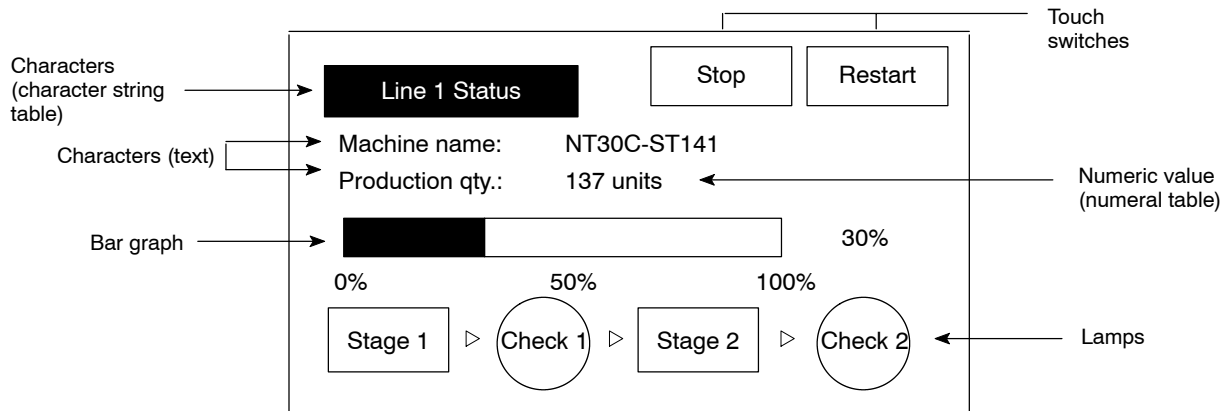 Touch
switches
Stop
Restart
Characters
(character string
table)
Line 1 Status
Machine name: NT30C-ST141
Characters (text)
Production qty.: 137 units
Numeric value
(numeral table)
Bar graph
30%
0% 50% 100%
Stage 1 ▷ Check 1 ▷ Stage 2 ▷ Check 2
Lamps